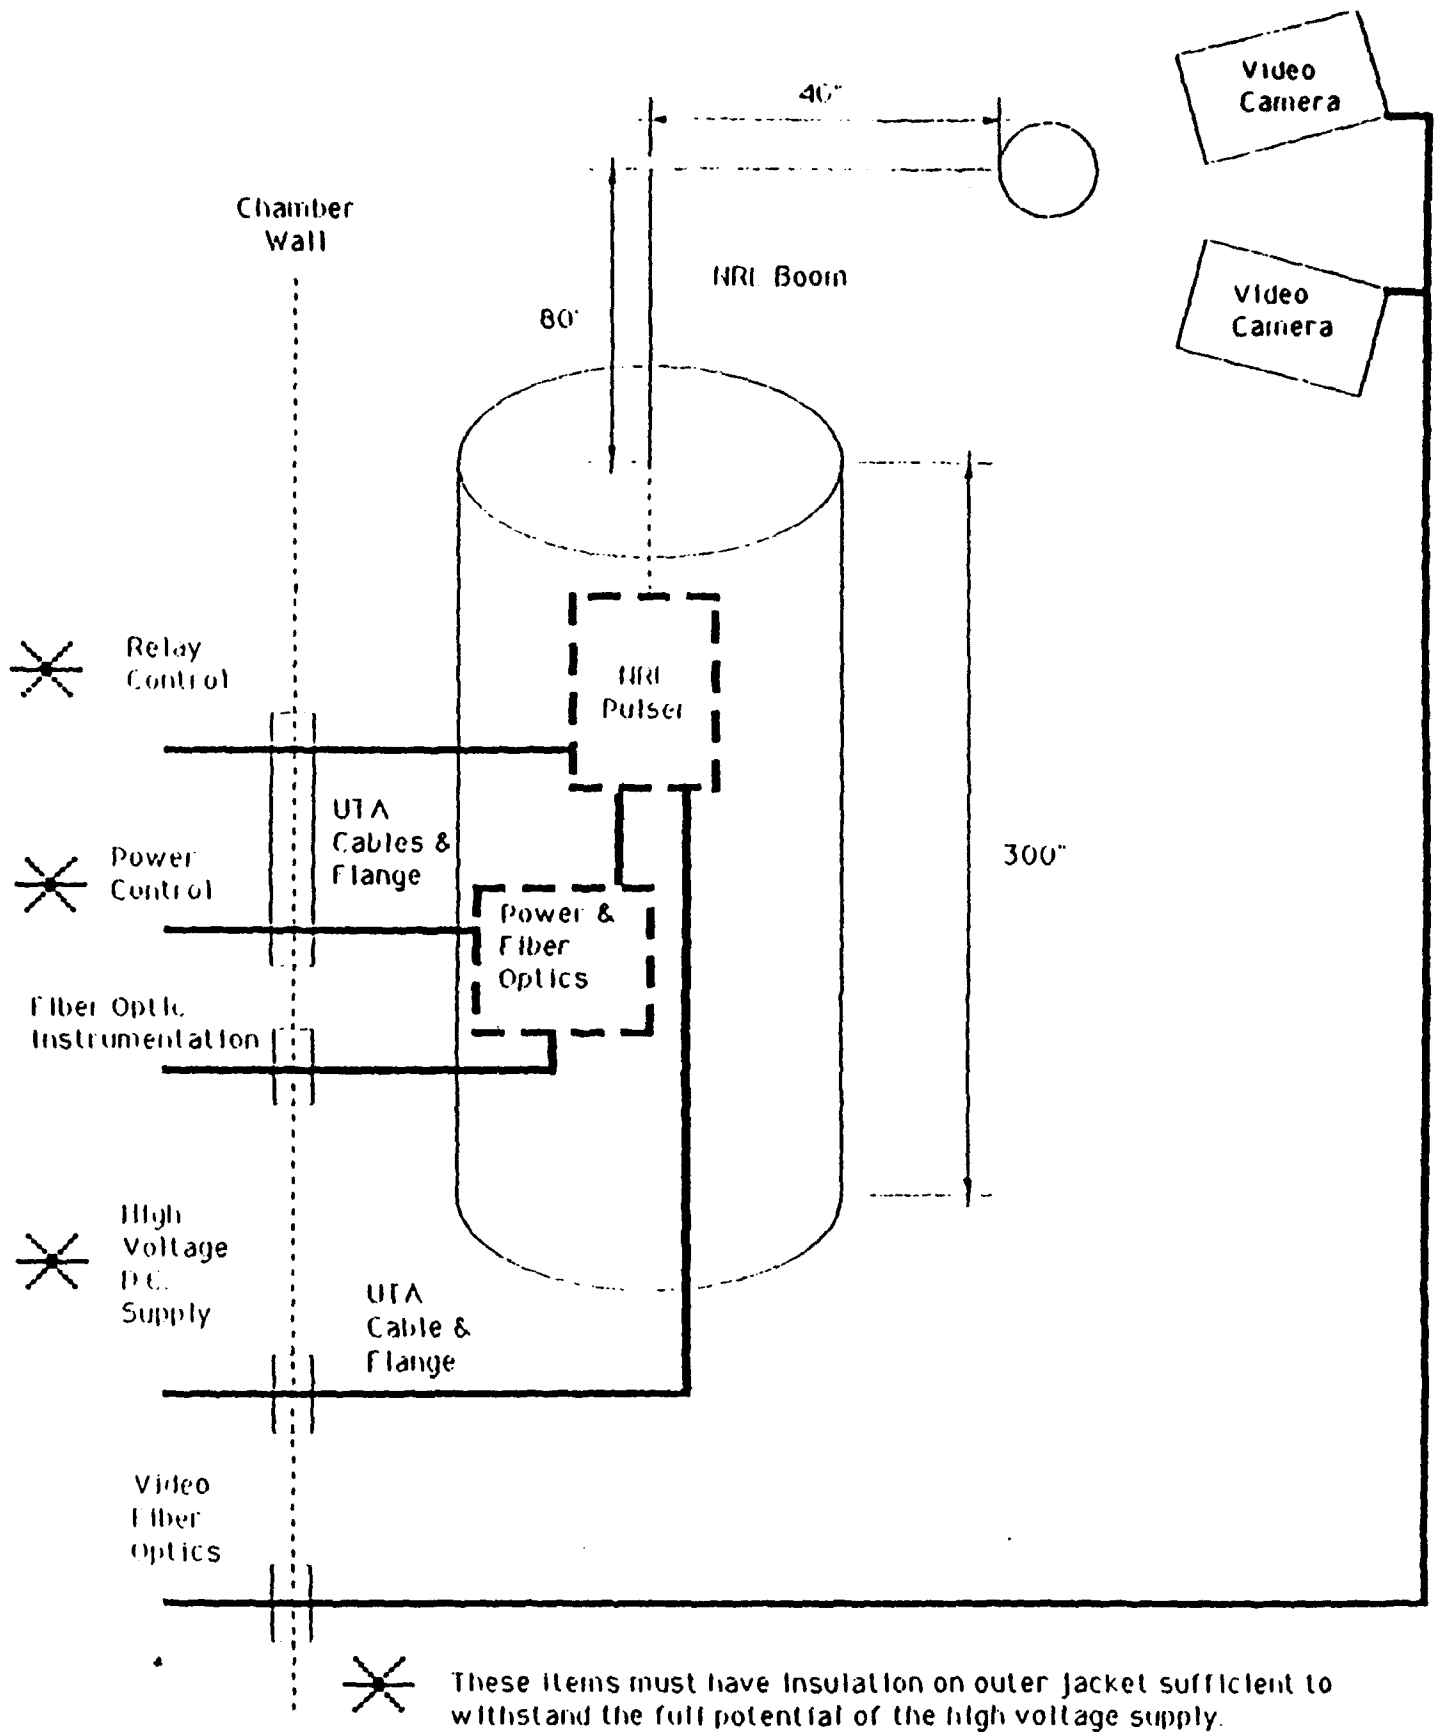 Video
Camera
40"
Chamber
Wall
NRL Boom
Video
Camera
80"
Relay
Control
NRL
Pulser
UTA
Cables &
Flange
300"
Power
Control
Power &
Fiber
Optics
Fiber Optic
Instrumentation
High
Voltage
D.C.
Supply
UTA
Cable &
Flange
Video
Fiber
Optics
These items must have insulation on outer jacket sufficient to
withstand the full potential of the high voltage supply.